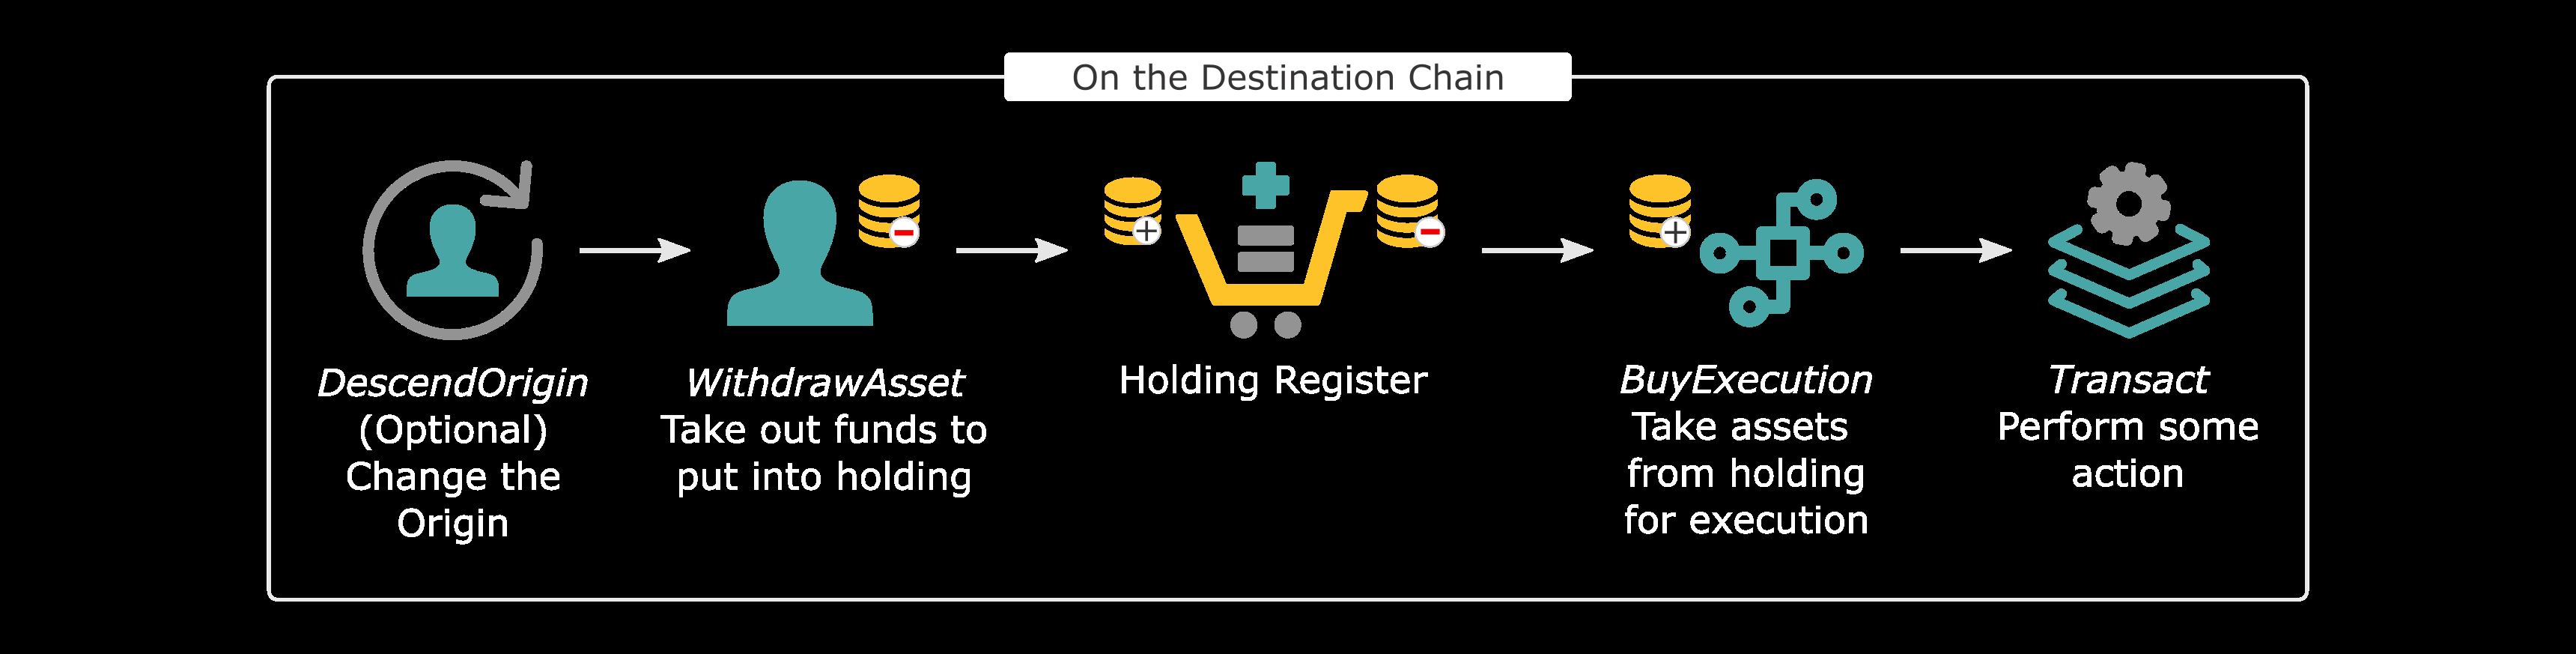 On the Destination Chain
DescendOrigin
(Optional)
Change the
Origin
WithdrawAsset
Take out funds to
put into holding
Holding Register
BuyExecution
Take assets
from holding
for execution
Transact
Perform some
action